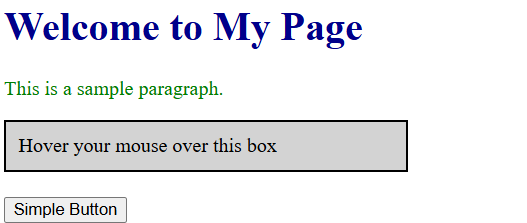 Welcome to My Page
This is a sample paragraph.
Hover your mouse over this box
Simple Button